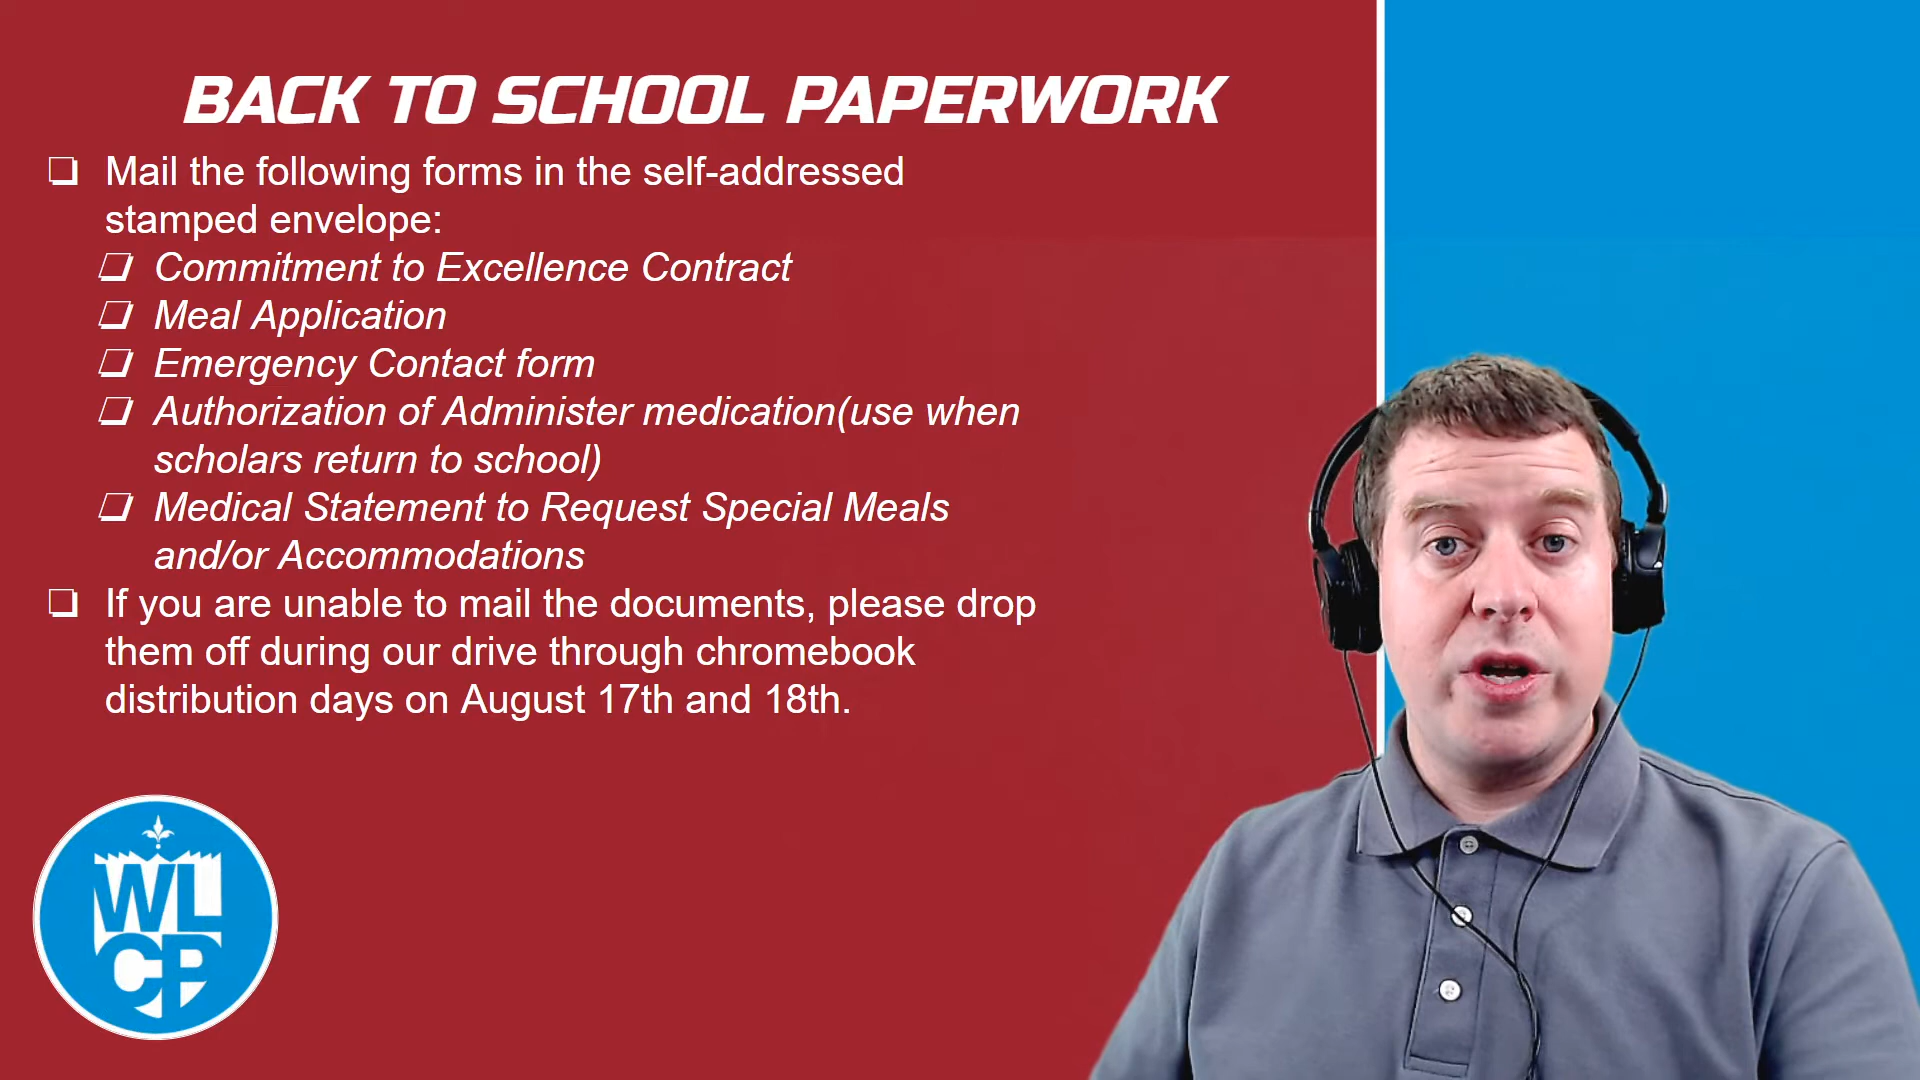 BACK TO SCHOOL PAPERWORK
Mail the following forms in the self-addressed
stamped envelope:
Commitment to Excellence Contract
Meal Application
Emergency Contact form
Authorization of Administer medication(use when
scholars return to school)
Medical Statement to Request Special Meals
and/or Accommodations
If you are unable to mail the documents, please drop
them off during our drive through chromebook
distribution days on August 17th and 18th.
WL
CP